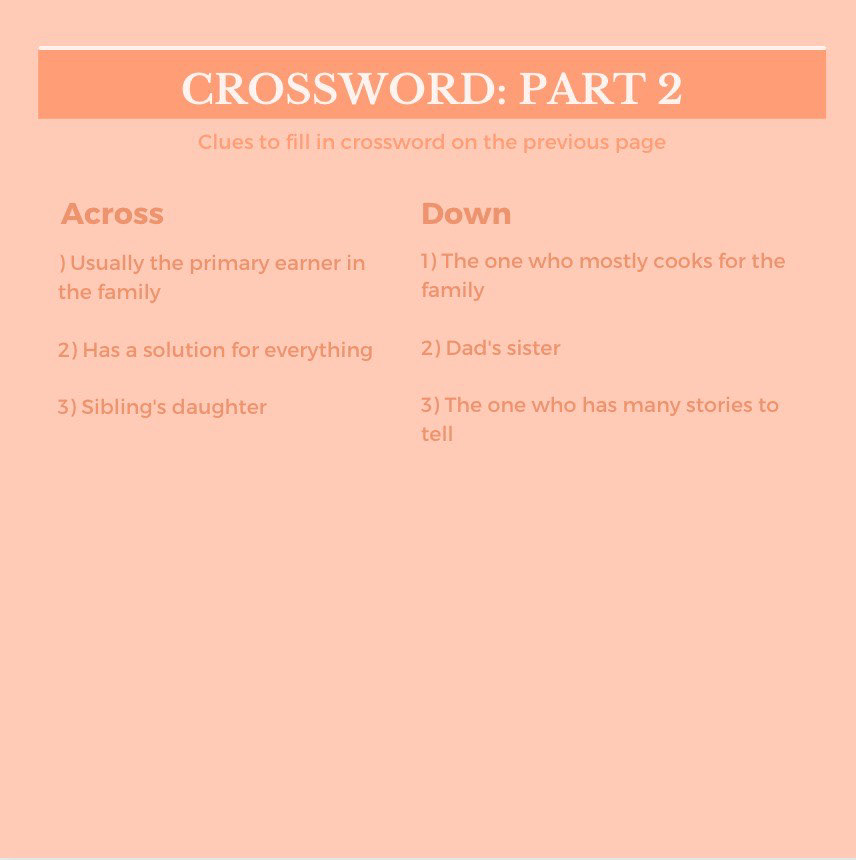 CROSSWORD: PART 2
Clues to fill in crossword on the previous page
Across
) Usually the primary earner in
the family
2) Has a solution for everything
3) Sibling's daughter
Down
1) The one who mostly cooks for the
family
2) Dad's sister
3) The one who has many stories to
tell